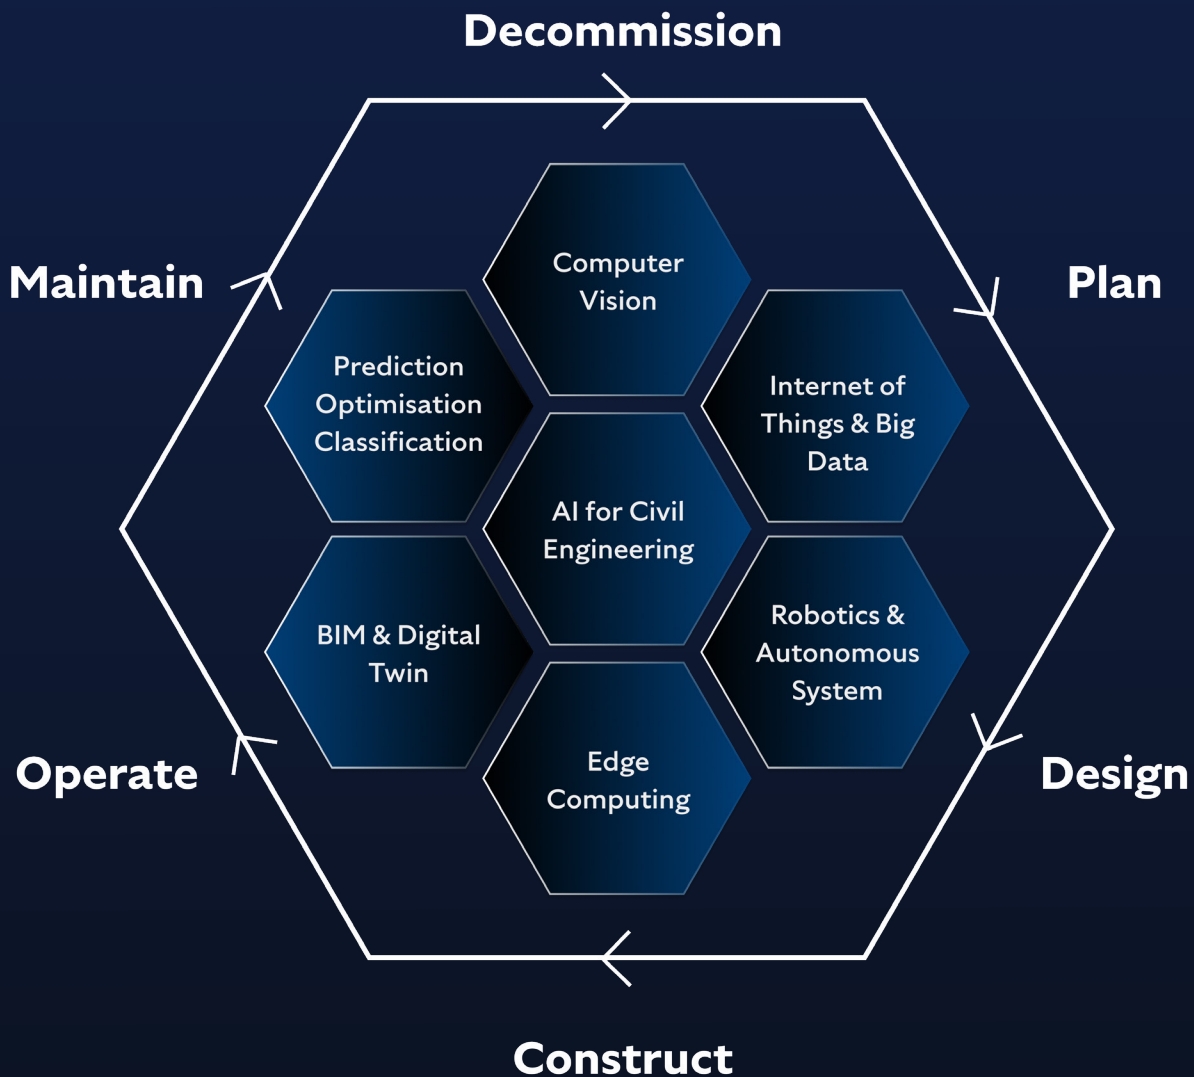 Decommission
Maintain
Plan
Computer
Vision
Prediction
Optimisation
Classification
Internet of
Things & Big
Data
AI for Civil
Engineering
BIM & Digital
Twin
Robotics &
Autonomous
System
Operate
Design
Edge
Computing
Construct